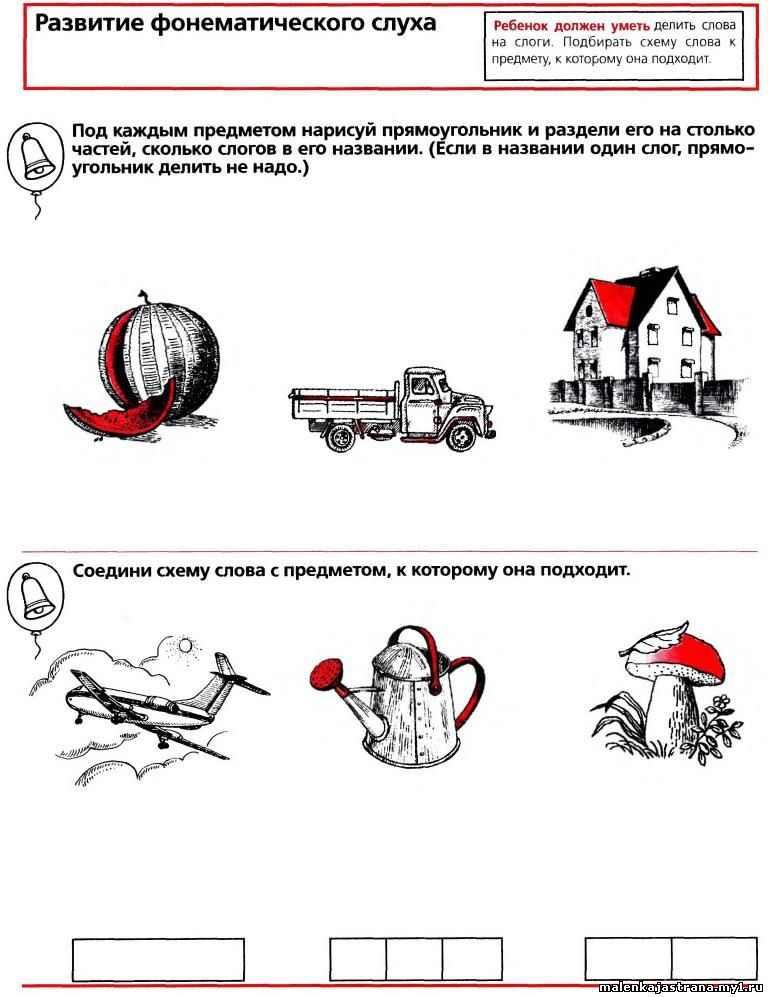 Развитие фонематического слуха
Ребенок должен уметь делить слова
на слоги. Подбирать схему слова к
предмету, к которому она подходит.
Под каждым предметом нарисуй прямоугольник и раздели его на столько
частей, сколько слогов в его названии. (Если в названии один слог, прямо-
угольник делить не надо.)
Соедини схему слова с предметом, к которому она подходит.
malenkajastrana.my1.ru